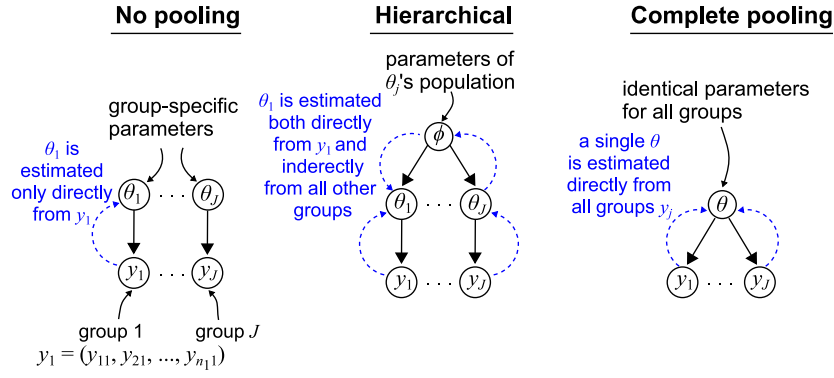 No pooling
group-specific
parameters
θ1 is
estimated
only directly
from y1
θ1 . . . θJ
y1 . . . yJ
group 1 group J
y1 = (y11, y21, ..., yn11)
Hierarchical
parameters of
θj's population
θ1 is estimated
both directly
from y1 and
inderectly
from all other
groups
ϕ
θ1 . . . θJ
y1 . . . yJ
Complete pooling
identical parameters
for all groups
a single θ
is estimated
directly from
all groups yj
θ
y1 . . . yJ